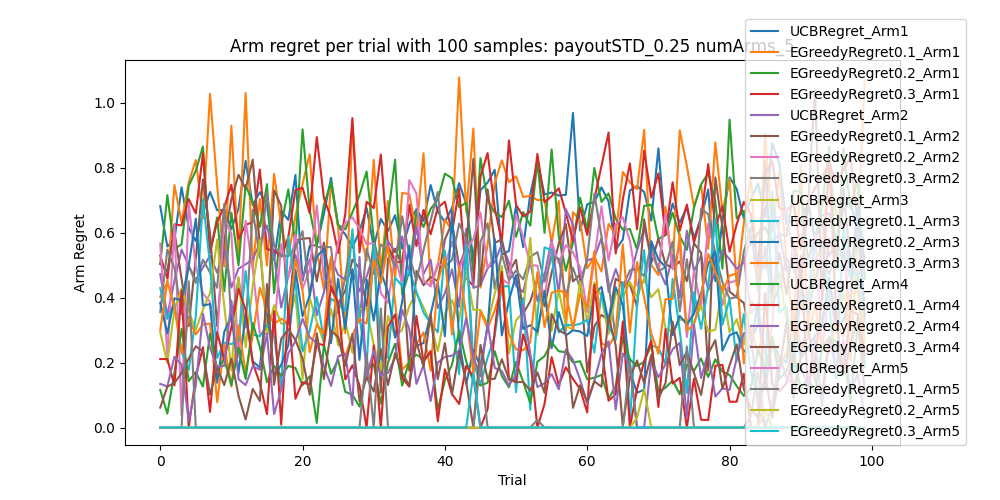 Arm regret per trial with 100 samples: payoutSTD_0.25 numArms_5
UCBRegret_Arm1
EGreedyRegret0.1_Arm1
EGreedyRegret0.2_Arm1
EGreedyRegret0.3_Arm1
UCBRegret_Arm2
EGreedyRegret0.1_Arm2
EGreedyRegret0.2_Arm2
EGreedyRegret0.3_Arm2
UCBRegret_Arm3
EGreedyRegret0.1_Arm3
EGreedyRegret0.2_Arm3
EGreedyRegret0.3_Arm3
UCBRegret_Arm4
EGreedyRegret0.1_Arm4
EGreedyRegret0.2_Arm4
EGreedyRegret0.3_Arm4
UCBRegret_Arm5
EGreedyRegret0.1_Arm5
EGreedyRegret0.2_Arm5
EGreedyRegret0.3_Arm5
Arm Regret
1.0
0.8
0.6
0.4
0.2
0.0
0 20 40 60 80 100
Trial